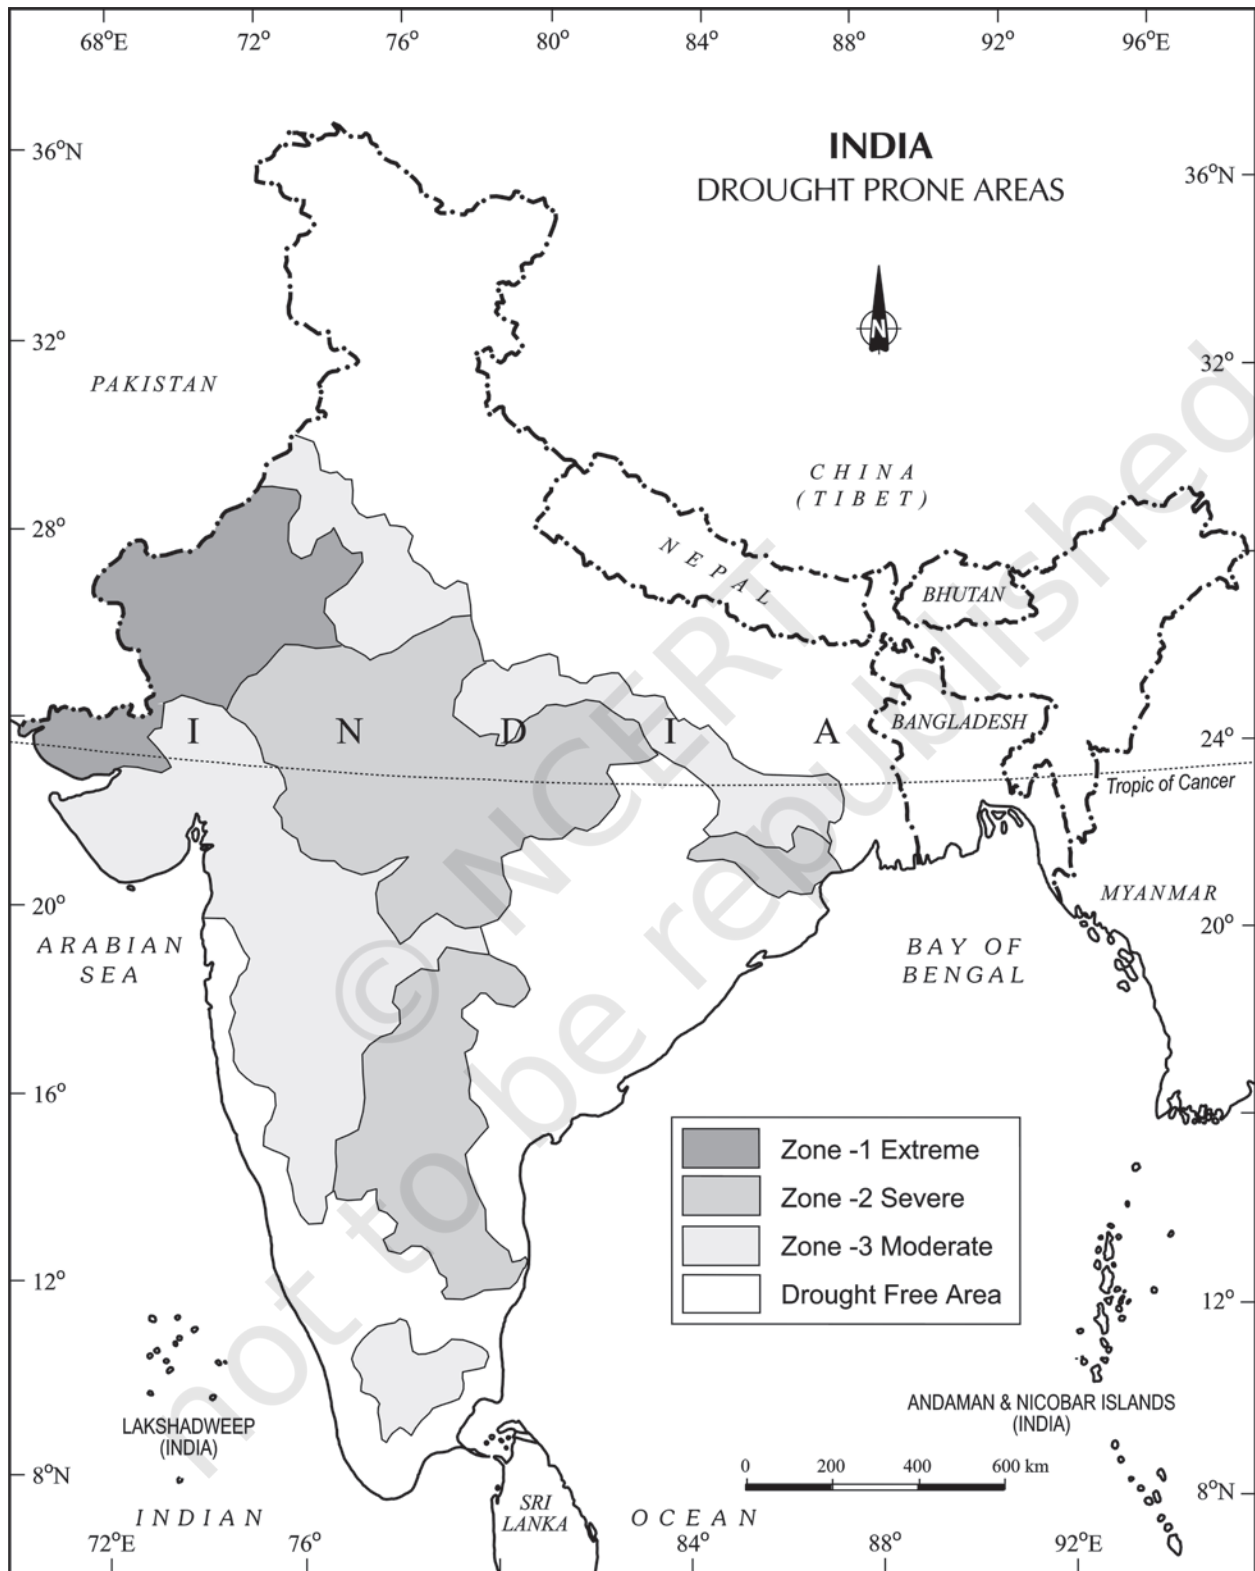 68°E 72° 76° 80° 84° 88° 92° 96°E
INDIA
DROUGHT PRONE AREAS
36°N
36°N
N
32°
32°
PAKISTAN
CHINA
(TIBET)
28°
NEPAL
BHUTAN
I N D I A
BANGLADESH
24°
Tropic of Cancer
MYANMAR
20°
20°
ARABIAN
SEA
BAY OF
BENGAL
16°
Zone -1 Extreme
Zone -2 Severe
Zone -3 Moderate
Drought Free Area
12°
12°
LAKSHADWEEP
(INDIA)
ANDAMAN & NICOBAR ISLANDS
(INDIA)
8°N
0 200 400 600 km
8°N
INDIAN
SRI
LANKA
OCEAN
72°E 76° 84° 88° 92°E
© NCERT
not to be republished